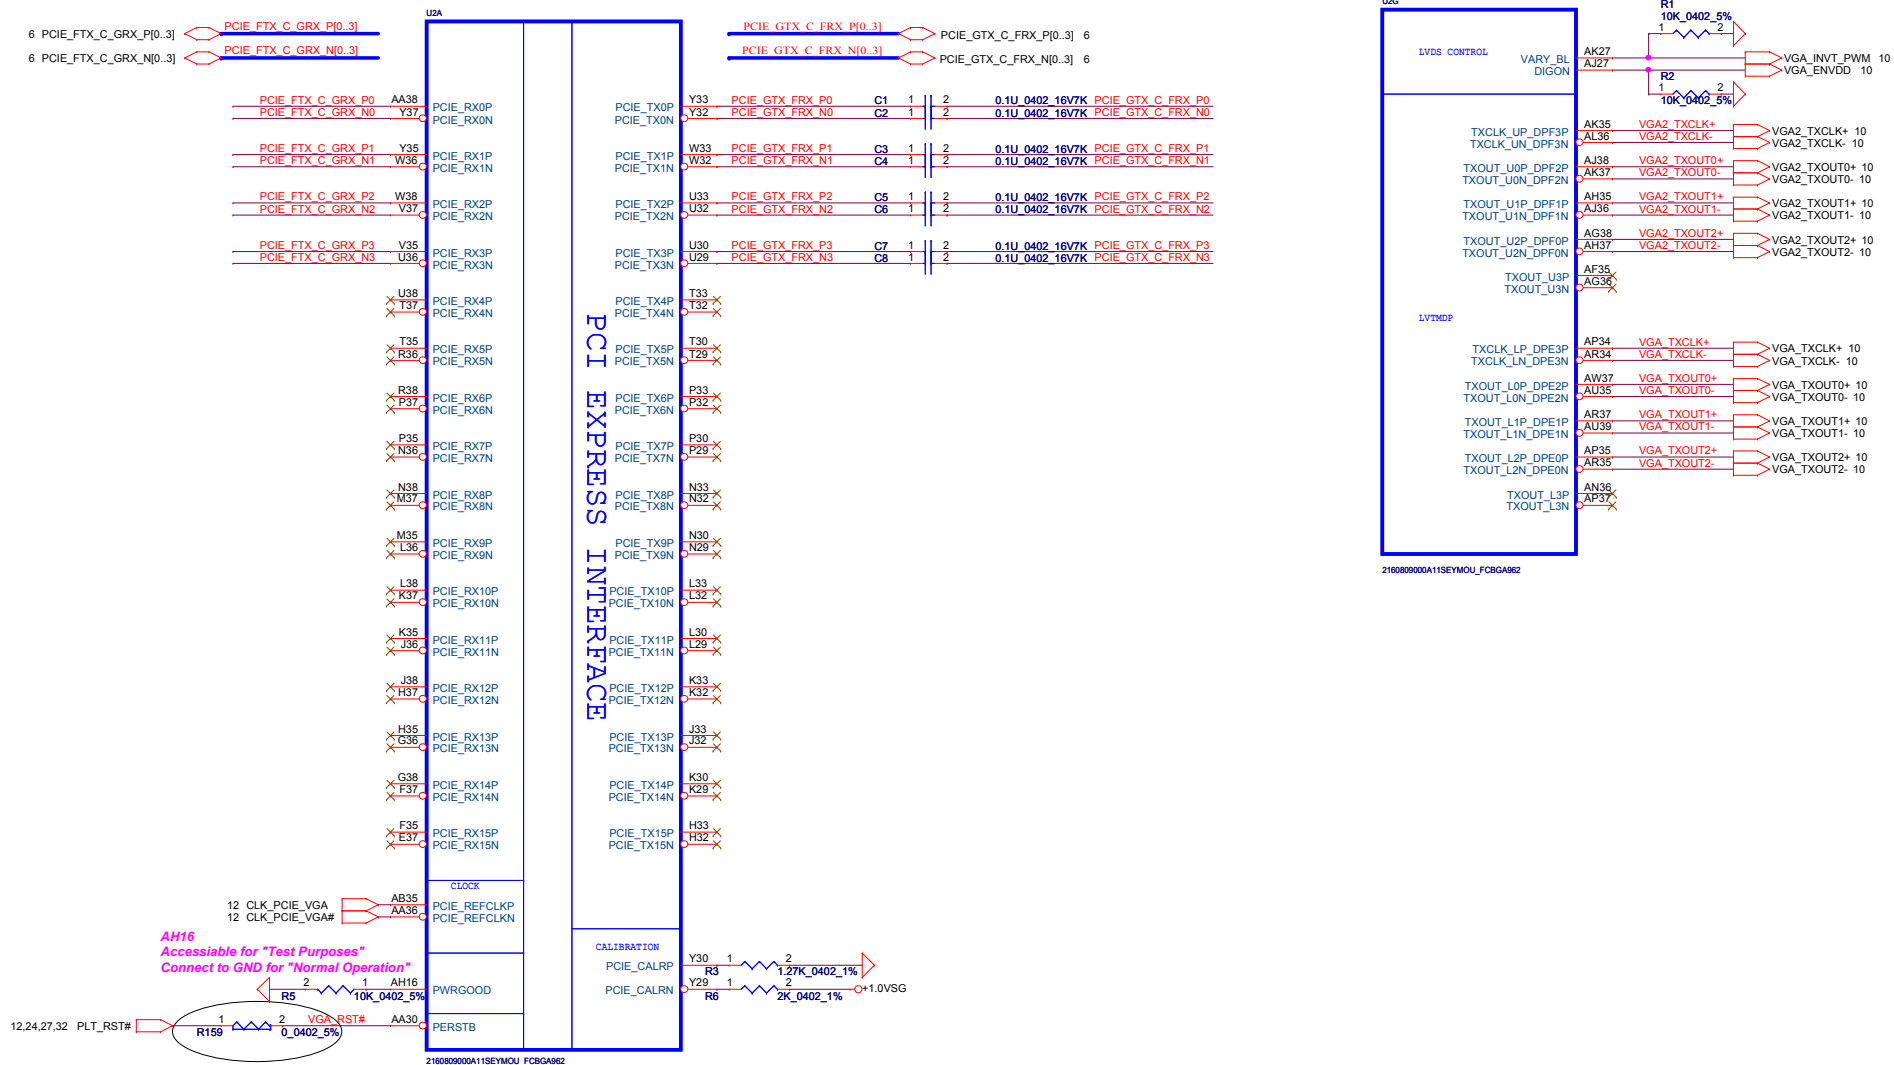 U2A
6 PCIE_FTX_C_GRX_P[0..3] PCIE_FTX_C_GRX_P[0..3]
6 PCIE_FTX_C_GRX_N[0..3] PCIE_FTX_C_GRX_N[0..3]
PCIE_GTX_C_FRX_P[0..3] PCIE_GTX_C_FRX_P[0..3] 6
PCIE_GTX_C_FRX_N[0..3] PCIE_GTX_C_FRX_N[0..3] 6
PCIE_FTX_C_GRX_P0 AA38 PCIE_RX0P
PCIE_FTX_C_GRX_N0 Y37 PCIE_RX0N
PCIE_FTX_C_GRX_P1 Y35 PCIE_RX1P
PCIE_FTX_C_GRX_N1 W36 PCIE_RX1N
PCIE_FTX_C_GRX_P2 W38 PCIE_RX2P
PCIE_FTX_C_GRX_N2 V37 PCIE_RX2N
PCIE_FTX_C_GRX_P3 V35 PCIE_RX3P
PCIE_FTX_C_GRX_N3 U36 PCIE_RX3N
U38 PCIE_RX4P
T37 PCIE_RX4N
T35 PCIE_RX5P
R36 PCIE_RX5N
R38 PCIE_RX6P
P37 PCIE_RX6N
P35 PCIE_RX7P
N36 PCIE_RX7N
N38 PCIE_RX8P
M37 PCIE_RX8N
M35 PCIE_RX9P
L36 PCIE_RX9N
L38 PCIE_RX10P
K37 PCIE_RX10N
K35 PCIE_RX11P
J36 PCIE_RX11N
J38 PCIE_RX12P
H37 PCIE_RX12N
H35 PCIE_RX13P
G36 PCIE_RX13N
G38 PCIE_RX14P
F37 PCIE_RX14N
F35 PCIE_RX15P
E37 PCIE_RX15N
CLOCK
12 CLK_PCIE_VGA AB35 PCIE_REFCLKP
12 CLK_PCIE_VGA# AA36 PCIE_REFCLKN
AH16
Accessiable for "Test Purposes"
Connect to GND for "Normal Operation"
2 1 AH16 PWRGOOD
R5 10K_0402_5%
12,24,27,32 PLT_RST# 1 2 VGA_RST# AA30 PERSTB
R159 0_0402_5%
2160809000A11SEYMOU_FCBGA962
PCI EXPRESS INTERFACE
PCIE_TX0P Y33 PCIE_GTX_FRX_P0 C1 1 2 0.1U_0402_16V7K PCIE_GTX_C_FRX_P0
PCIE_TX0N Y32 PCIE_GTX_FRX_N0 C2 1 2 0.1U_0402_16V7K PCIE_GTX_C_FRX_N0
PCIE_TX1P W33 PCIE_GTX_FRX_P1 C3 1 2 0.1U_0402_16V7K PCIE_GTX_C_FRX_P1
PCIE_TX1N W32 PCIE_GTX_FRX_N1 C4 1 2 0.1U_0402_16V7K PCIE_GTX_C_FRX_N1
PCIE_TX2P U33 PCIE_GTX_FRX_P2 C5 1 2 0.1U_0402_16V7K PCIE_GTX_C_FRX_P2
PCIE_TX2N U32 PCIE_GTX_FRX_N2 C6 1 2 0.1U_0402_16V7K PCIE_GTX_C_FRX_N2
PCIE_TX3P U30 PCIE_GTX_FRX_P3 C7 1 2 0.1U_0402_16V7K PCIE_GTX_C_FRX_P3
PCIE_TX3N U29 PCIE_GTX_FRX_N3 C8 1 2 0.1U_0402_16V7K PCIE_GTX_C_FRX_N3
PCIE_TX4P T33
PCIE_TX4N T32
PCIE_TX5P T30
PCIE_TX5N T29
PCIE_TX6P P33
PCIE_TX6N P32
PCIE_TX7P P30
PCIE_TX7N P29
PCIE_TX8P N33
PCIE_TX8N N32
PCIE_TX9P N30
PCIE_TX9N N29
PCIE_TX10P L33
PCIE_TX10N L32
PCIE_TX11P L30
PCIE_TX11N L29
PCIE_TX12P K33
PCIE_TX12N K32
PCIE_TX13P J33
PCIE_TX13N J32
PCIE_TX14P K30
PCIE_TX14N K29
PCIE_TX15P H33
PCIE_TX15N H32
CALIBRATION
PCIE_CALRP Y30 R3 1 2 1.27K_0402_1%
PCIE_CALRN Y29 R6 1 2 2K_0402_1% +1.0VSG
U2G
LVDS CONTROL
R1
10K_0402_5%
1 2
VARY_BL AK27 VGA_INVT_PWM 10
DIGON AJ27 VGA_ENVDD 10
R2
1 2
10K_0402_5%
TXCLK_UP_DPF3P AK35 VGA2_TXCLK+ VGA2_TXCLK+ 10
TXCLK_UN_DPF3N AL36 VGA2_TXCLK- VGA2_TXCLK- 10
TXOUT_U0P_DPF2P AJ38 VGA2_TXOUT0+ VGA2_TXOUT0+ 10
TXOUT_U0N_DPF2N AK37 VGA2_TXOUT0- VGA2_TXOUT0- 10
TXOUT_U1P_DPF1P AH35 VGA2_TXOUT1+ VGA2_TXOUT1+ 10
TXOUT_U1N_DPF1N AJ36 VGA2_TXOUT1- VGA2_TXOUT1- 10
TXOUT_U2P_DPF0P AG38 VGA2_TXOUT2+ VGA2_TXOUT2+ 10
TXOUT_U2N_DPF0N AH37 VGA2_TXOUT2- VGA2_TXOUT2- 10
TXOUT_U3P AF35
TXOUT_U3N AG36
LVTMDP
TXCLK_LP_DPE3P AP34 VGA_TXCLK+ VGA_TXCLK+ 10
TXCLK_LN_DPE3N AR34 VGA_TXCLK- VGA_TXCLK- 10
TXOUT_L0P_DPE2P AW37 VGA_TXOUT0+ VGA_TXOUT0+ 10
TXOUT_L0N_DPE2N AU35 VGA_TXOUT0- VGA_TXOUT0- 10
TXOUT_L1P_DPE1P AR37 VGA_TXOUT1+ VGA_TXOUT1+ 10
TXOUT_L1N_DPE1N AU39 VGA_TXOUT1- VGA_TXOUT1- 10
TXOUT_L2P_DPE0P AP35 VGA_TXOUT2+ VGA_TXOUT2+ 10
TXOUT_L2N_DPE0N AR35 VGA_TXOUT2- VGA_TXOUT2- 10
TXOUT_L3P AN36
TXOUT_L3N AP37
2160809000A11SEYMOU_FCBGA962